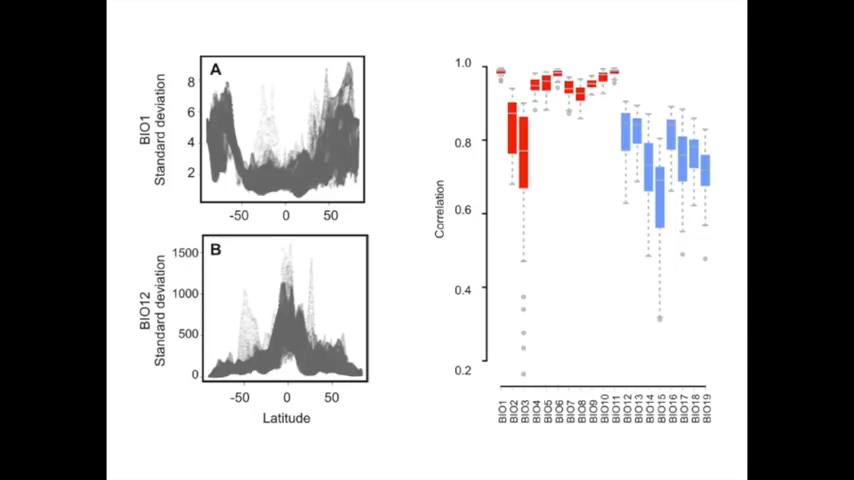 A
BIO1
Standard deviation
8
6
4
2
-50
0
50
B
BIO12
Standard deviation
1500
1000
500
0
-50
0
50
Latitude
Correlation
1.0
0.8
0.6
0.4
0.2
BIO1
BIO2
BIO3
BIO4
BIO5
BIO6
BIO7
BIO8
BIO9
BIO10
BIO11
BIO12
BIO13
BIO14
BIO15
BIO16
BIO17
BIO18
BIO19